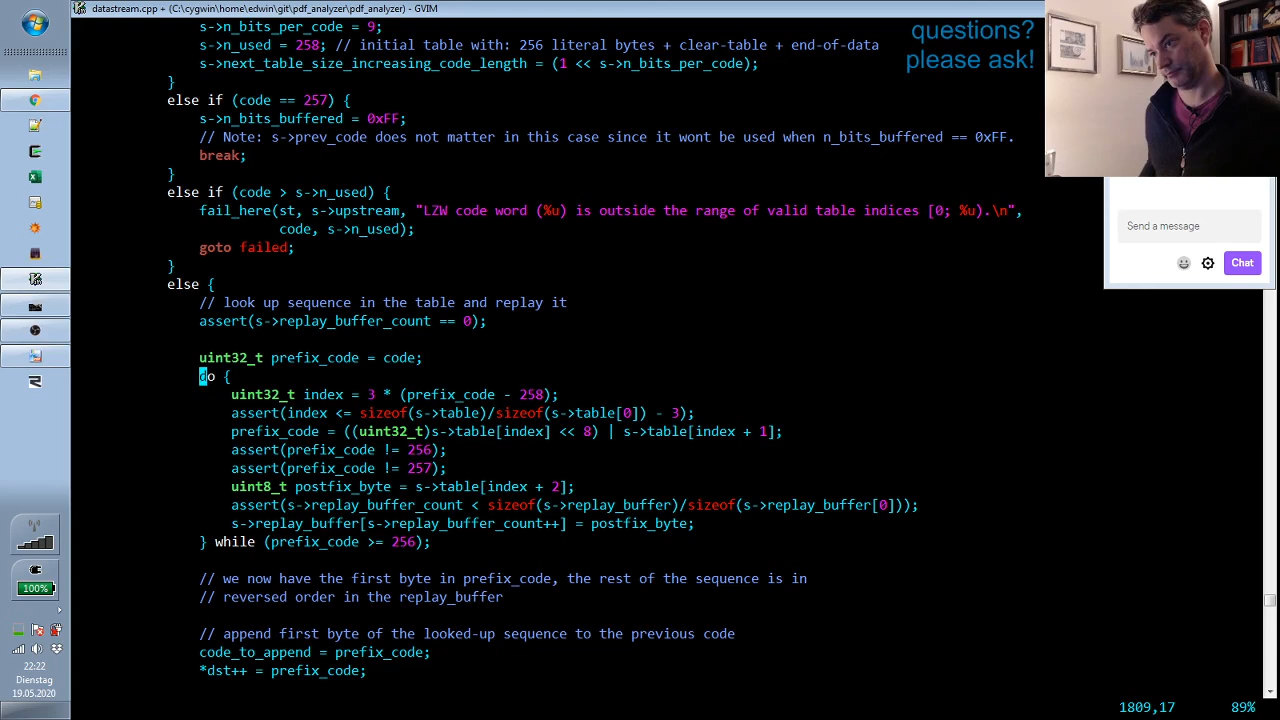 datastream.cpp + (C:\cygwin\home\edwin\git\pdf_analyzer\pdf_analyzer) - GVIM
s->n_bits_per_code = 9;
s->n_used = 258; // initial table with: 256 literal bytes + clear-table + end-of-data
s->next_table_size_increasing_code_length = (1 << s->n_bits_per_code);
}
else if (code == 257) {
s->n_bits_buffered = 0xFF;
// Note: s->prev_code does not matter in this case since it wont be used when n_bits_buffered == 0xFF.
break;
}
else if (code > s->n_used) {
fail_here(st, s->upstream, "LZW code word (%u) is outside the range of valid table indices [0; %u).\n",
code, s->n_used);
goto failed;
}
else {
// look up sequence in the table and replay it
assert(s->replay_buffer_count == 0);
uint32_t prefix_code = code;
do {
uint32_t index = 3 * (prefix_code - 258);
assert(index <= sizeof(s->table)/sizeof(s->table[0]) - 3);
prefix_code = ((uint32_t)s->table[index] << 8) | s->table[index + 1];
assert(prefix_code != 256);
assert(prefix_code != 257);
uint8_t postfix_byte = s->table[index + 2];
assert(s->replay_buffer_count < sizeof(s->replay_buffer)/sizeof(s->replay_buffer[0]));
s->replay_buffer[s->replay_buffer_count++] = postfix_byte;
} while (prefix_code >= 256);
// we now have the first byte in prefix_code, the rest of the sequence is in
// reversed order in the replay_buffer
// append first byte of the looked-up sequence to the previous code
code_to_append = prefix_code;
*dst++ = prefix_code;
1809,17 89%
questions?
please ask!
Send a message
Chat
100%
22:22
Dienstag
19.05.2020